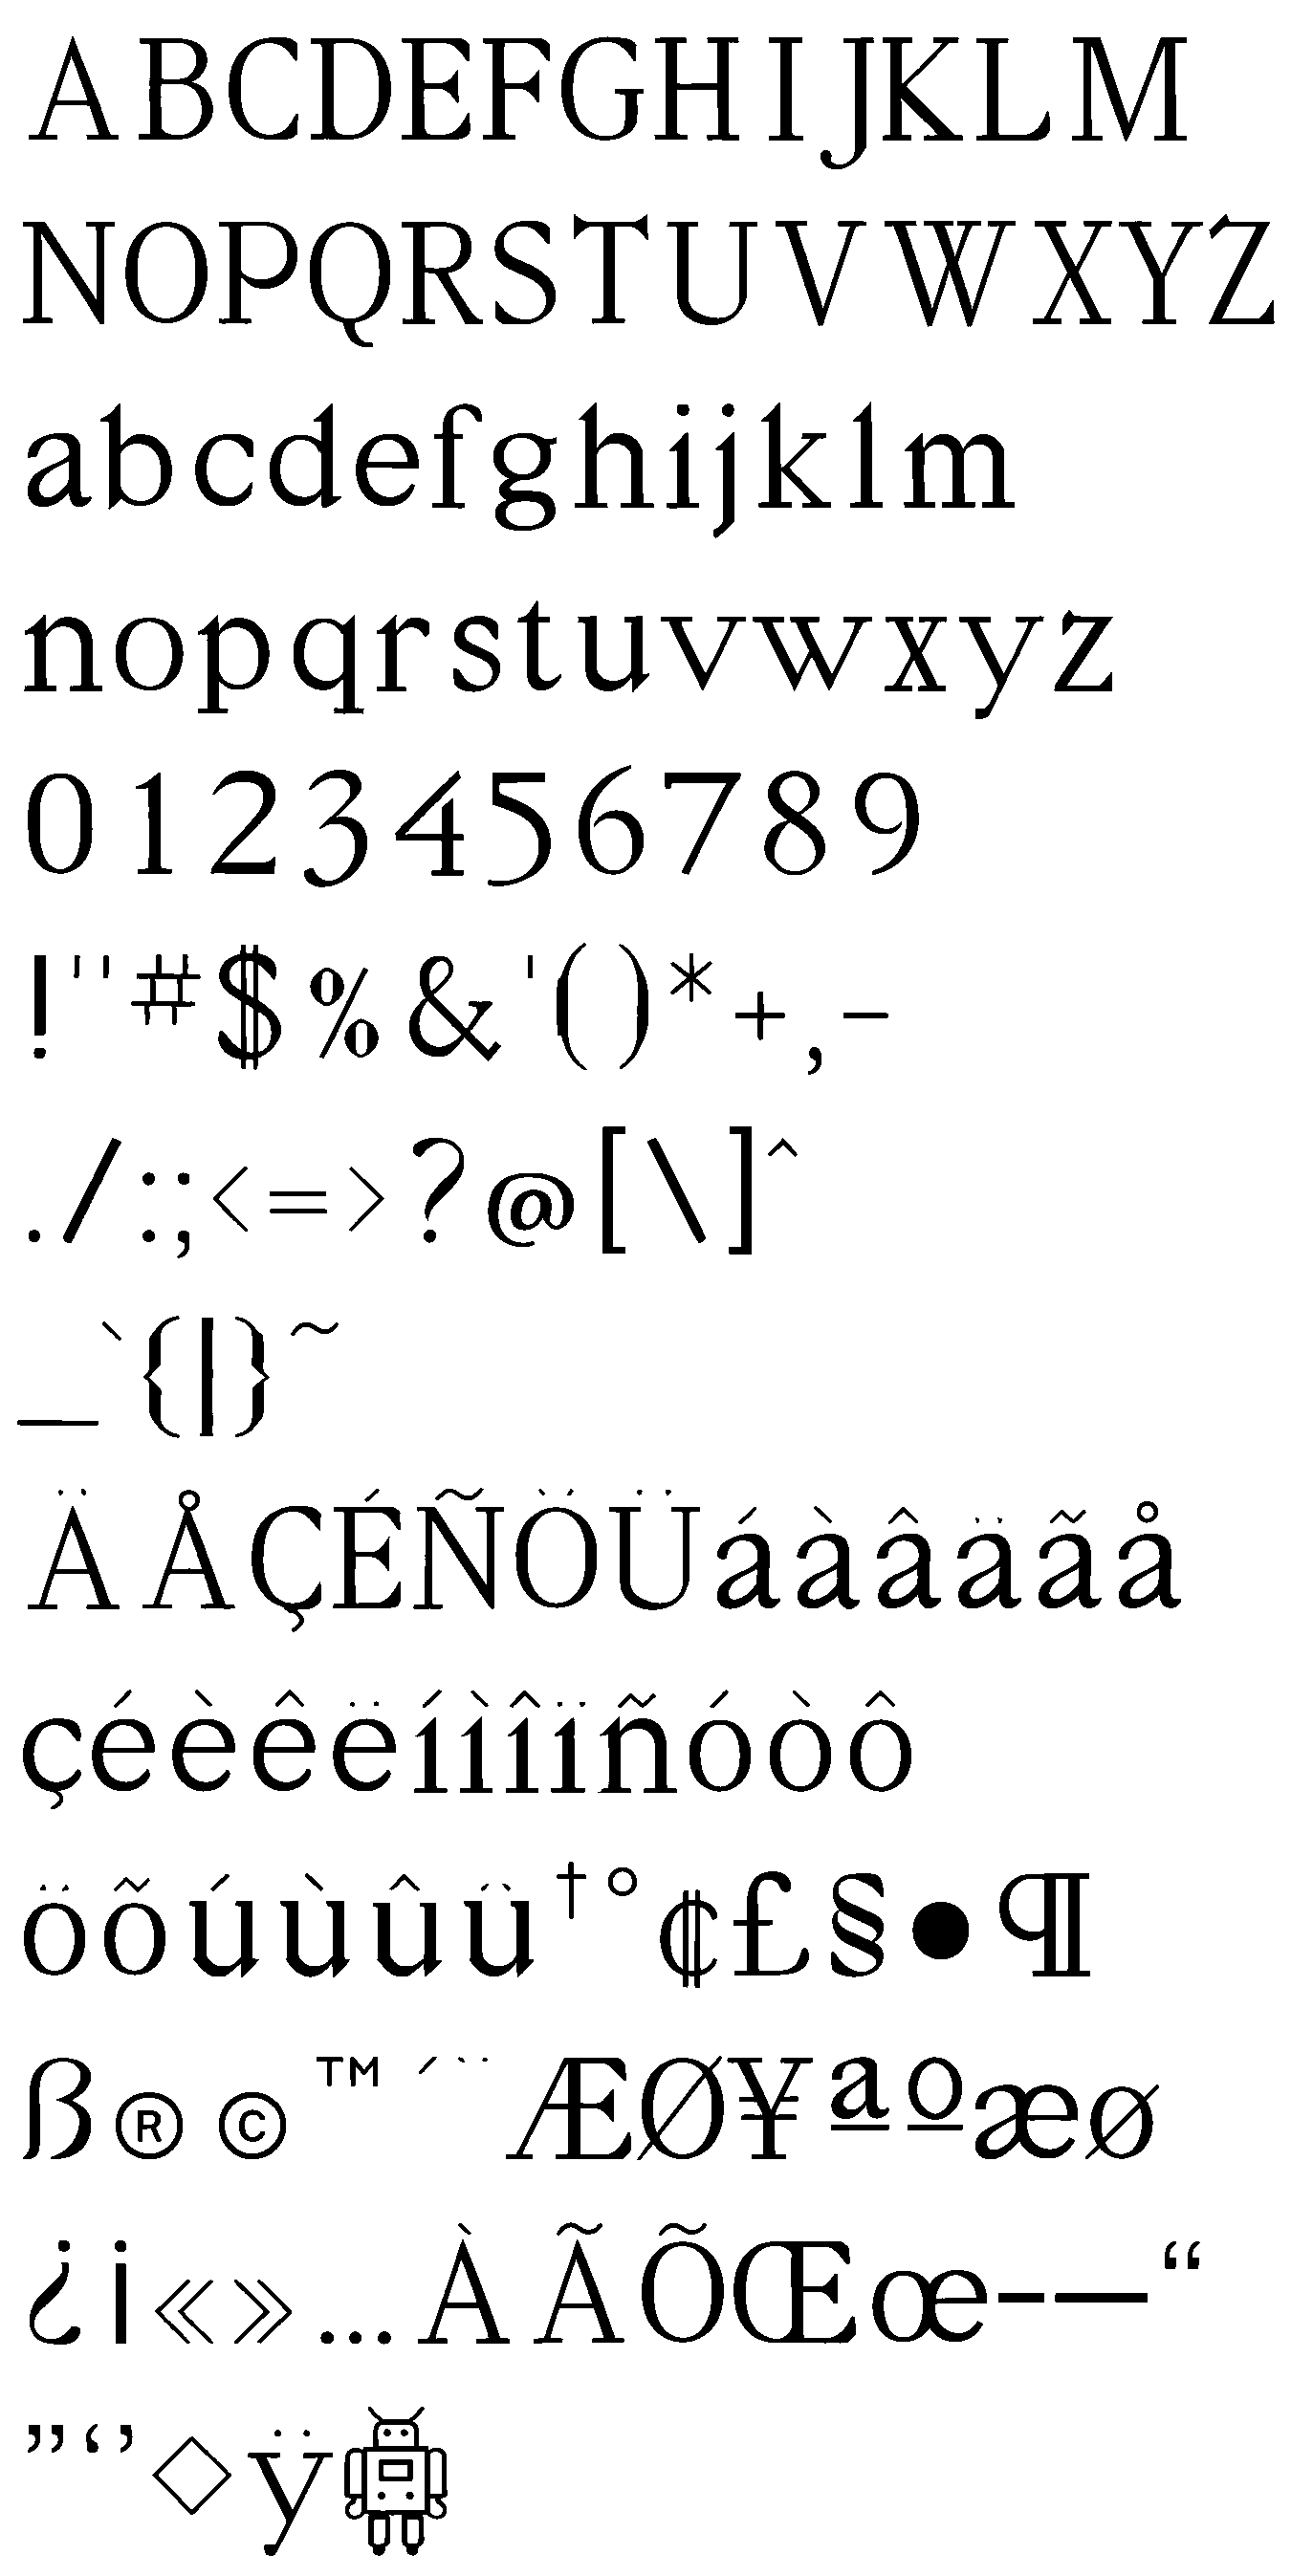 ABCDEFGHIJKLM
NOPQRSTUVWXYZ
abcdefghijklm
nopqrstuvwxyz
0123456789
!"#$%&'()*+,-
./:;<=>?@[\]^
_`{|}~
ÄÅÇÉÑÖÜáàâäãå
çéèêëíìîïñóòô
öõúùûü†°¢£§•¶
ß®©™´¨ÆØ¥ªºæø
¿¡«»…ÀÃÕŒœ–—“
”‘’◊ÿ